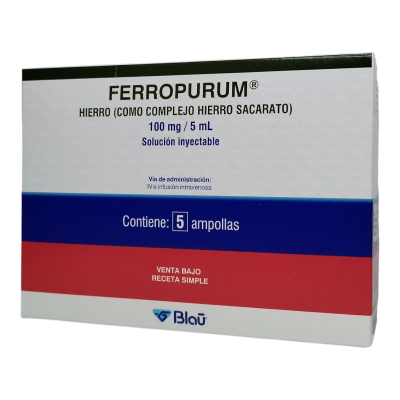 FERROPURUM®
HIERRO (COMO COMPLEJO HIERRO SACARATO)
100 mg / 5 mL
Solución inyectable
Vía de administración:
IV o infusión intravenosa
Contiene: 5 ampollas
VENTA BAJO
RECETA SIMPLE
Blaü